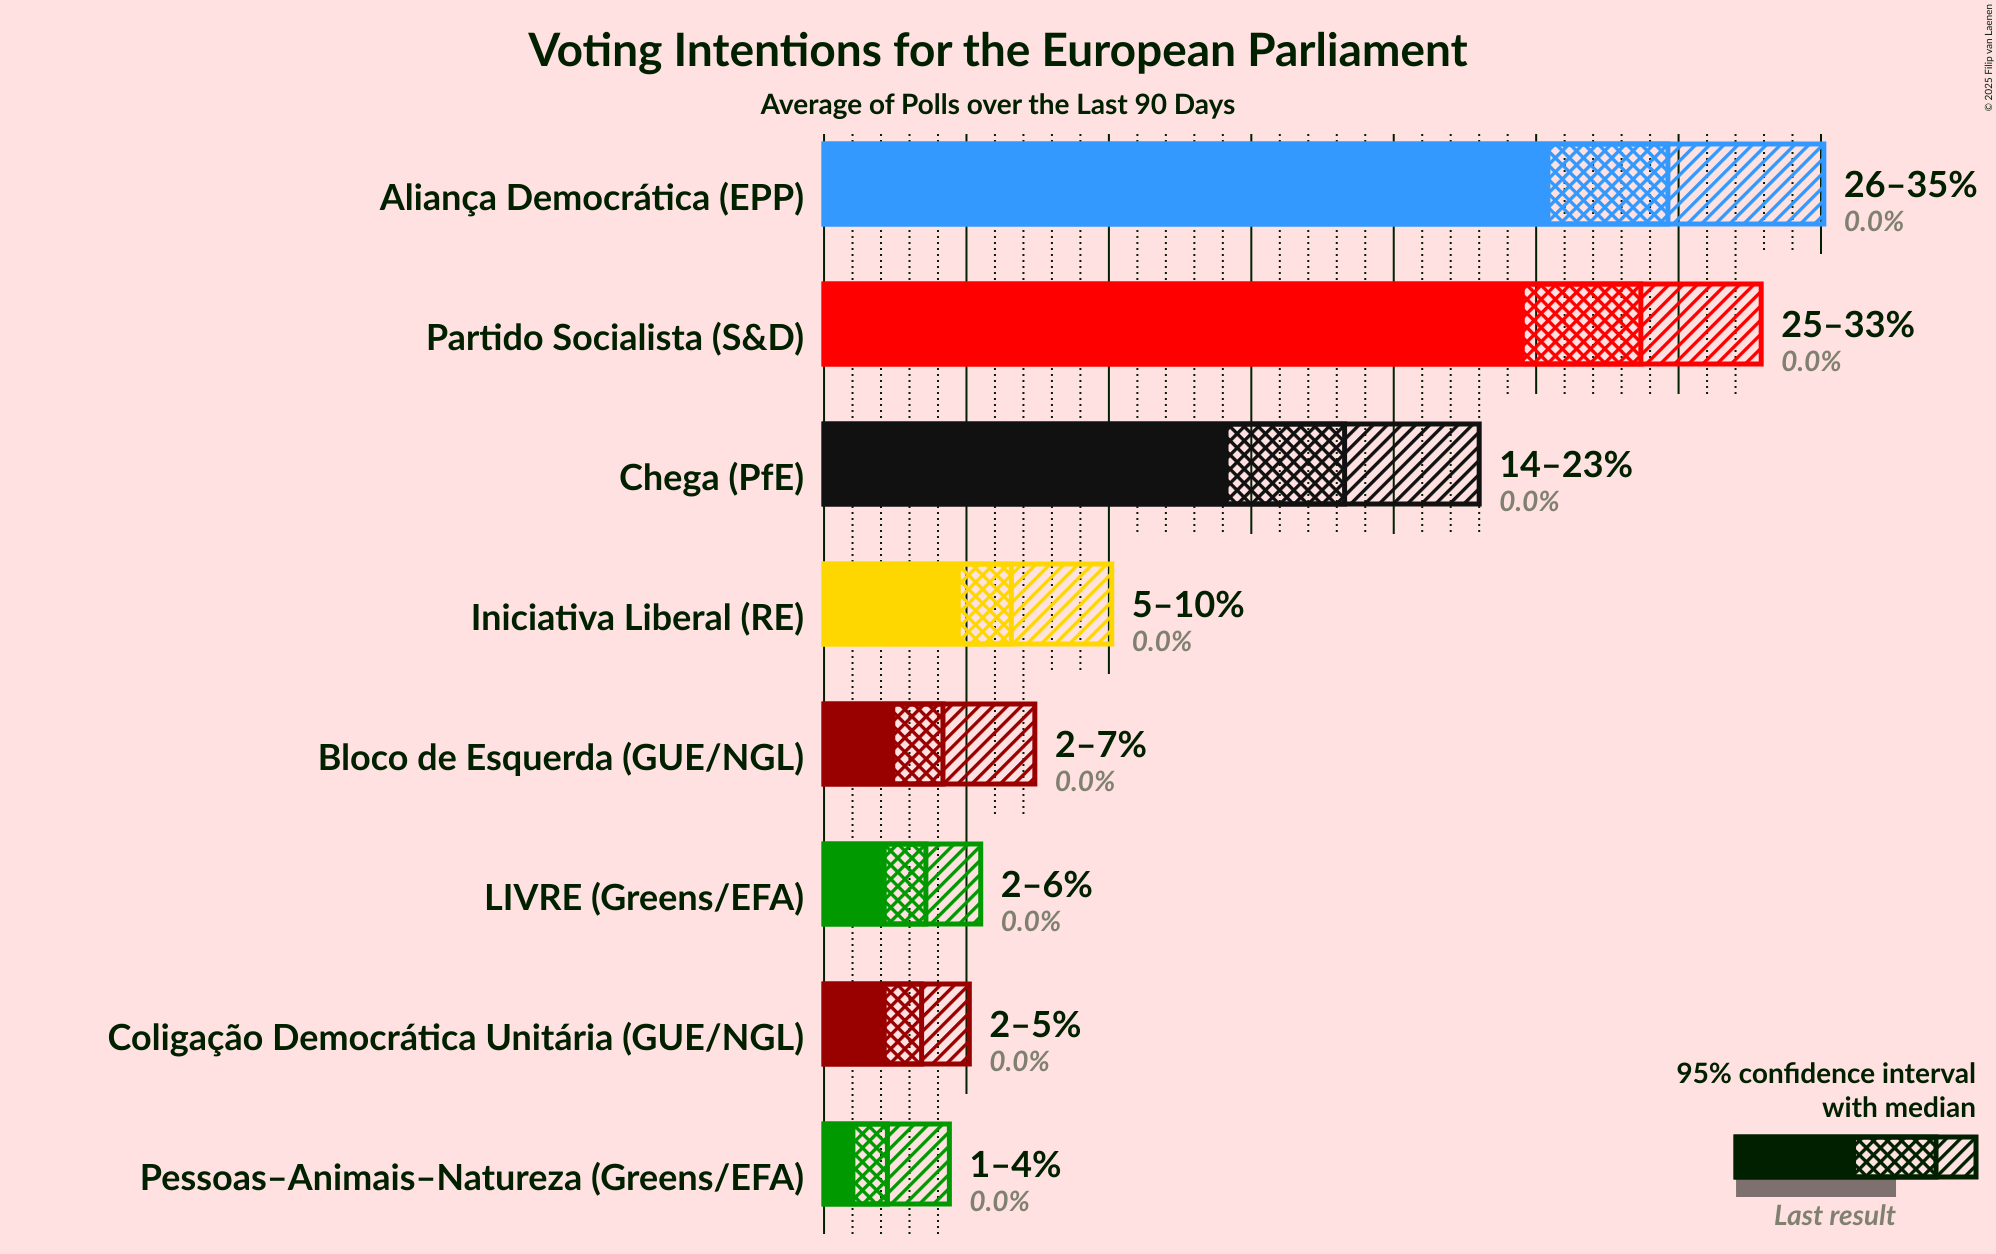 Voting Intentions for the European Parliament
Average of Polls over the Last 90 Days
© 2025 Filip van Laenen
Aliança Democrática (EPP)
26–35%
0.0%
Partido Socialista (S&D)
25–33%
0.0%
Chega (PfE)
14–23%
0.0%
Iniciativa Liberal (RE)
5–10%
0.0%
Bloco de Esquerda (GUE/NGL)
2–7%
0.0%
LIVRE (Greens/EFA)
2–6%
0.0%
Coligação Democrática Unitária (GUE/NGL)
2–5%
0.0%
Pessoas–Animais–Natureza (Greens/EFA)
1–4%
0.0%
95% confidence interval
with median
Last result